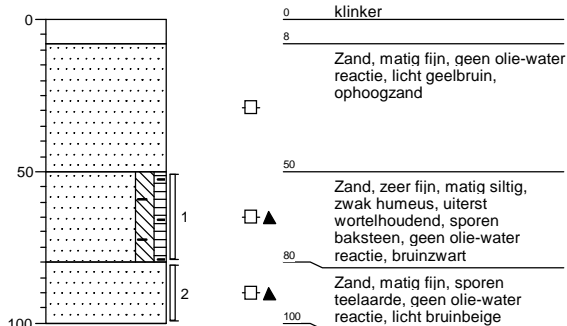 0
0
klinker
8
Zand, matig fijn, geen olie-water
reactie, licht geelbruin,
ophoogzand
50
50
Zand, zeer fijn, matig siltig,
zwak humeus, uiterst
wortelhoudend, sporen
baksteen, geen olie-water
reactie, bruinzwart
1
80
Zand, matig fijn, sporen
teelaarde, geen olie-water
reactie, licht bruinbeige
2
100
100